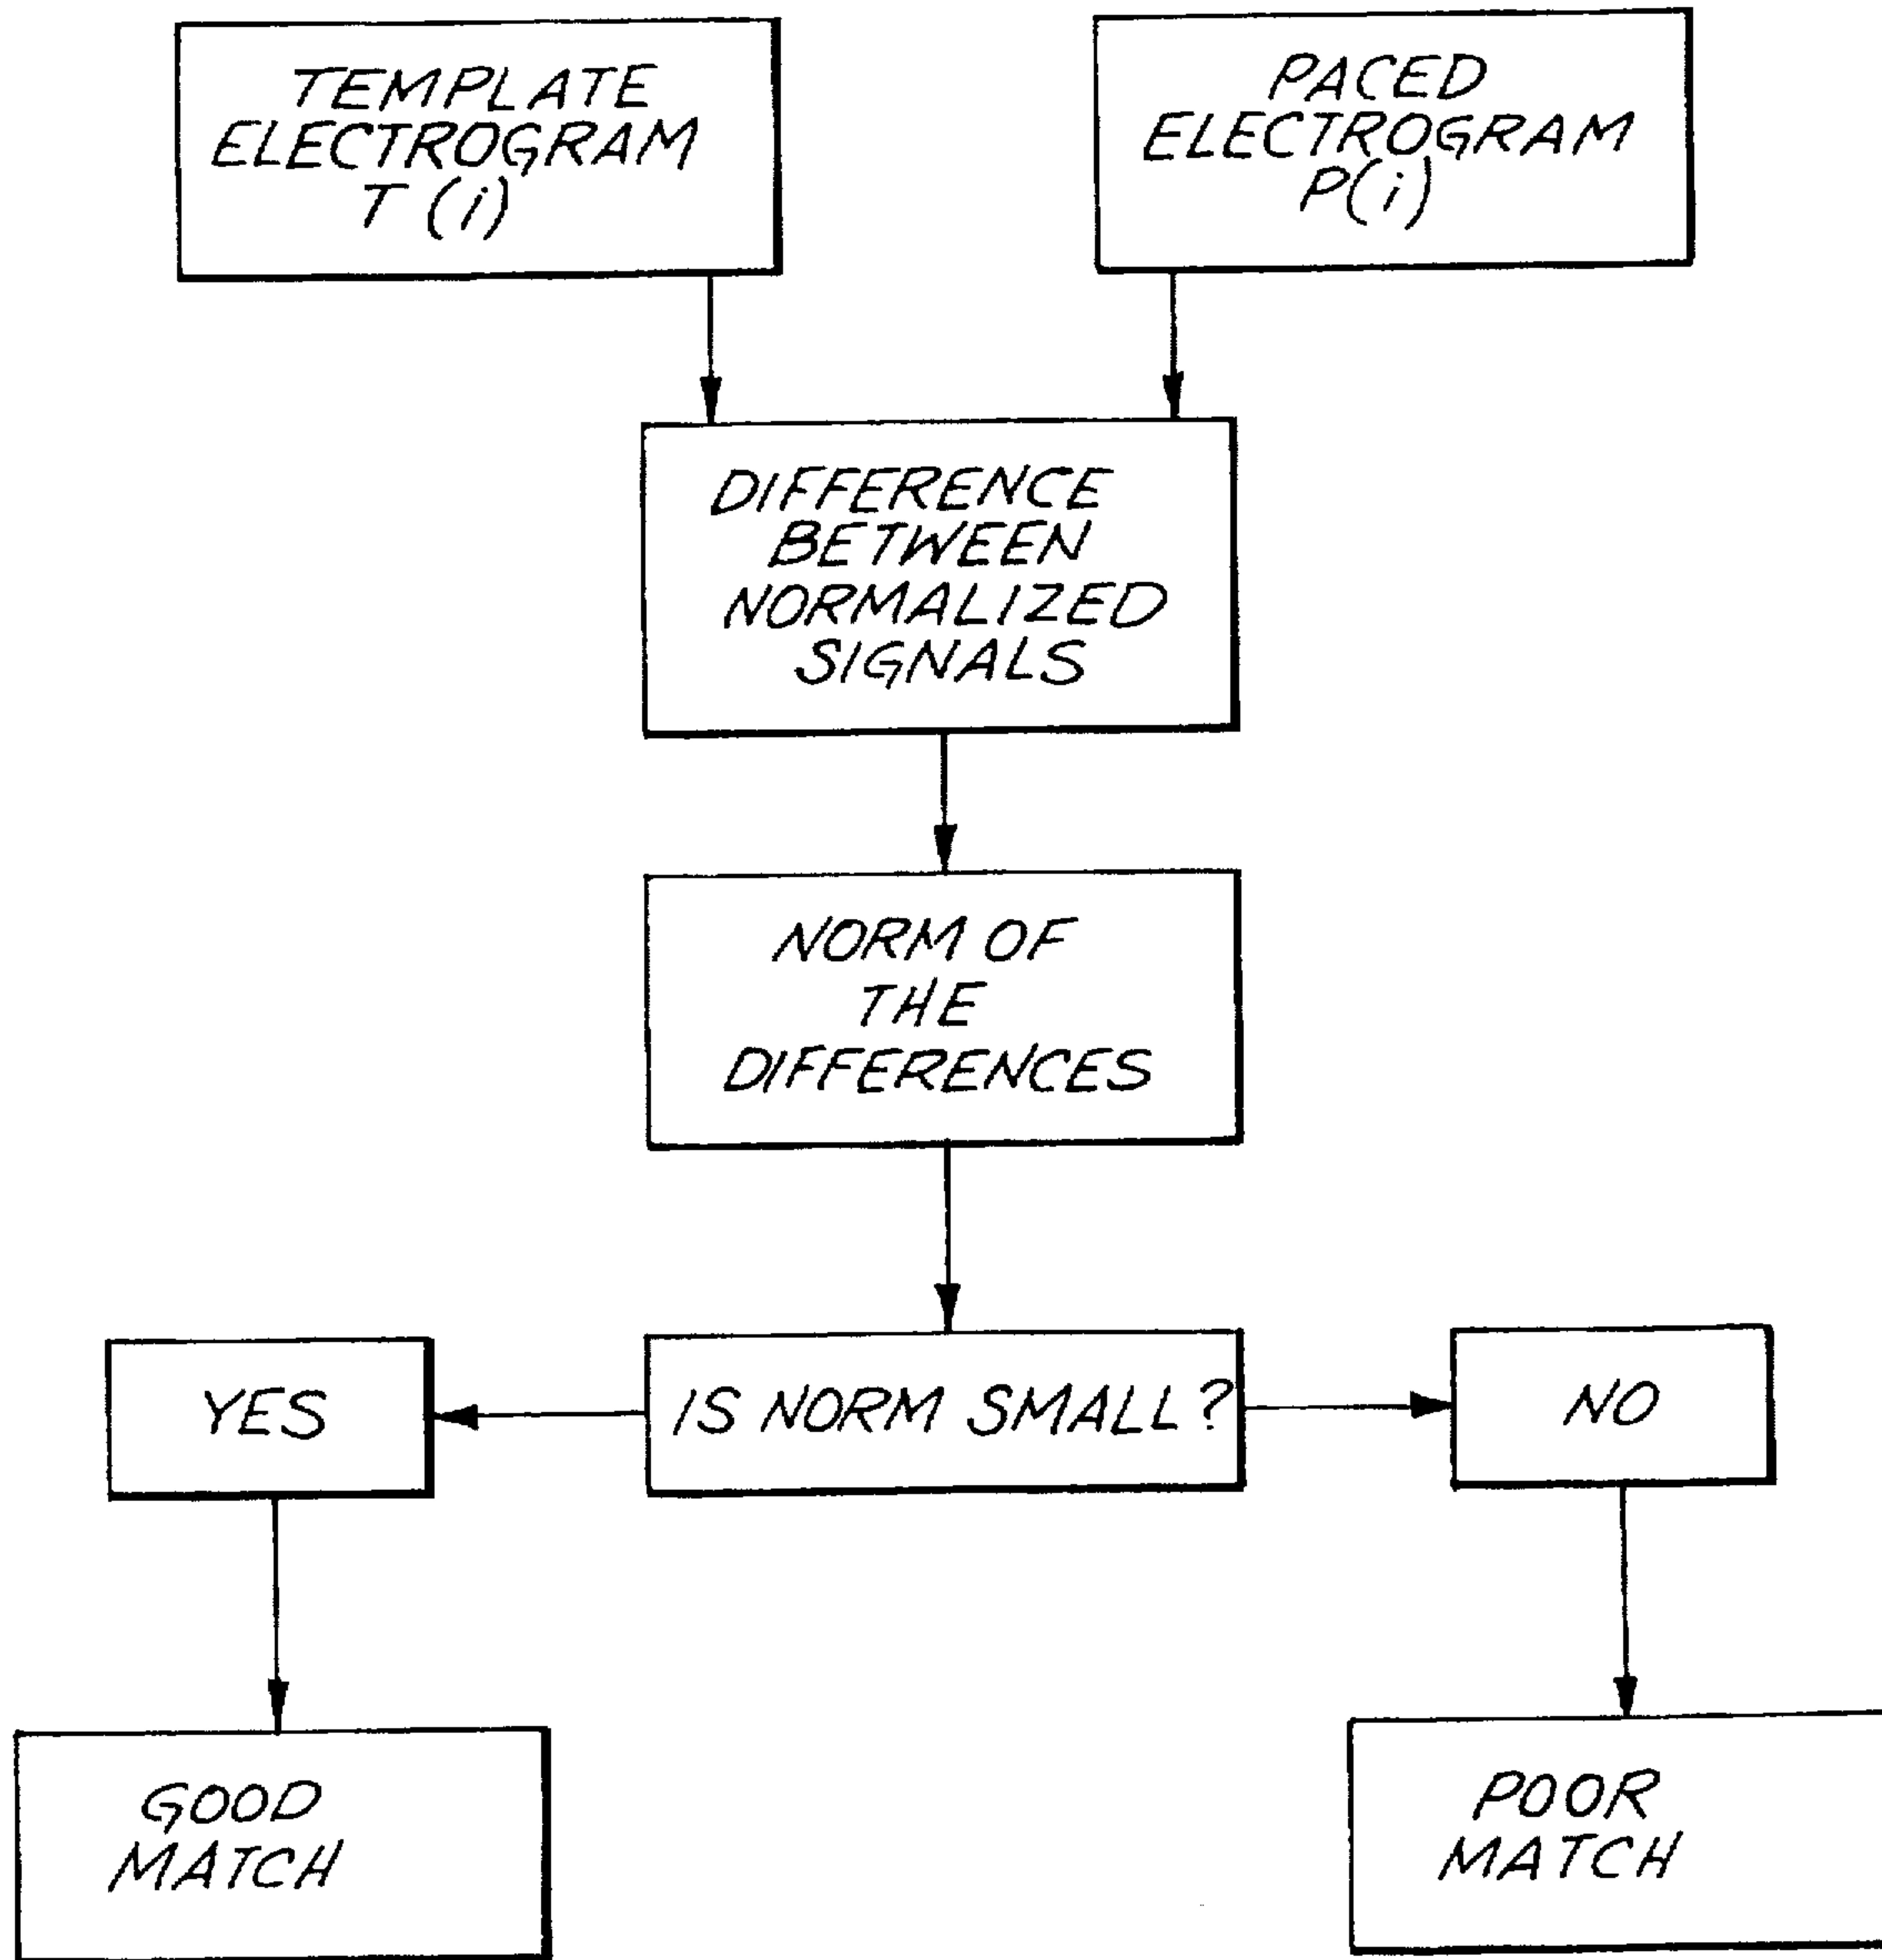 TEMPLATE
ELECTROGRAM
T (i)
PACED
ELECTROGRAM
P(i)
DIFFERENCE
BETWEEN
NORMALIZED
SIGNALS
NORM OF
THE
DIFFERENCES
YES
IS NORM SMALL?
NO
GOOD
MATCH
POOR
MATCH